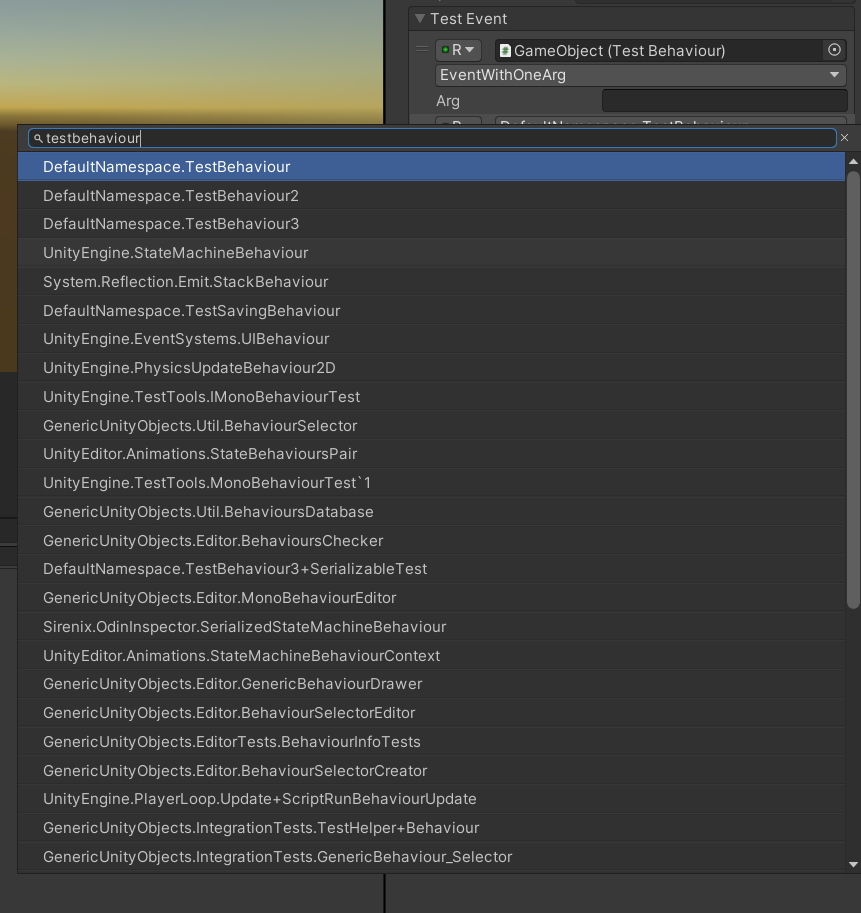 Test Event
R
GameObject (Test Behaviour)
EventWithOneArg
Arg
testbehaviour
DefaultNamespace.TestBehaviour
DefaultNamespace.TestBehaviour2
DefaultNamespace.TestBehaviour3
UnityEngine.StateMachineBehaviour
System.Reflection.Emit.StackBehaviour
DefaultNamespace.TestSavingBehaviour
UnityEngine.EventSystems.UIBehaviour
UnityEngine.PhysicsUpdateBehaviour2D
UnityEngine.TestTools.IMonoBehaviourTest
GenericUnityObjects.Util.BehaviourSelector
UnityEditor.Animations.StateBehavioursPair
UnityEngine.TestTools.MonoBehaviourTest`1
GenericUnityObjects.Util.BehavioursDatabase
GenericUnityObjects.Editor.BehavioursChecker
DefaultNamespace.TestBehaviour3+SerializableTest
GenericUnityObjects.Editor.MonoBehaviourEditor
Sirenix.OdinInspector.SerializedStateMachineBehaviour
UnityEditor.Animations.StateMachineBehaviourContext
GenericUnityObjects.Editor.GenericBehaviourDrawer
GenericUnityObjects.Editor.BehaviourSelectorEditor
GenericUnityObjects.EditorTests.BehaviourInfoTests
GenericUnityObjects.Editor.BehaviourSelectorCreator
UnityEngine.PlayerLoop.Update+ScriptRunBehaviourUpdate
GenericUnityObjects.IntegrationTests.TestHelper+Behaviour
GenericUnityObjects.IntegrationTests.GenericBehaviour_Selector